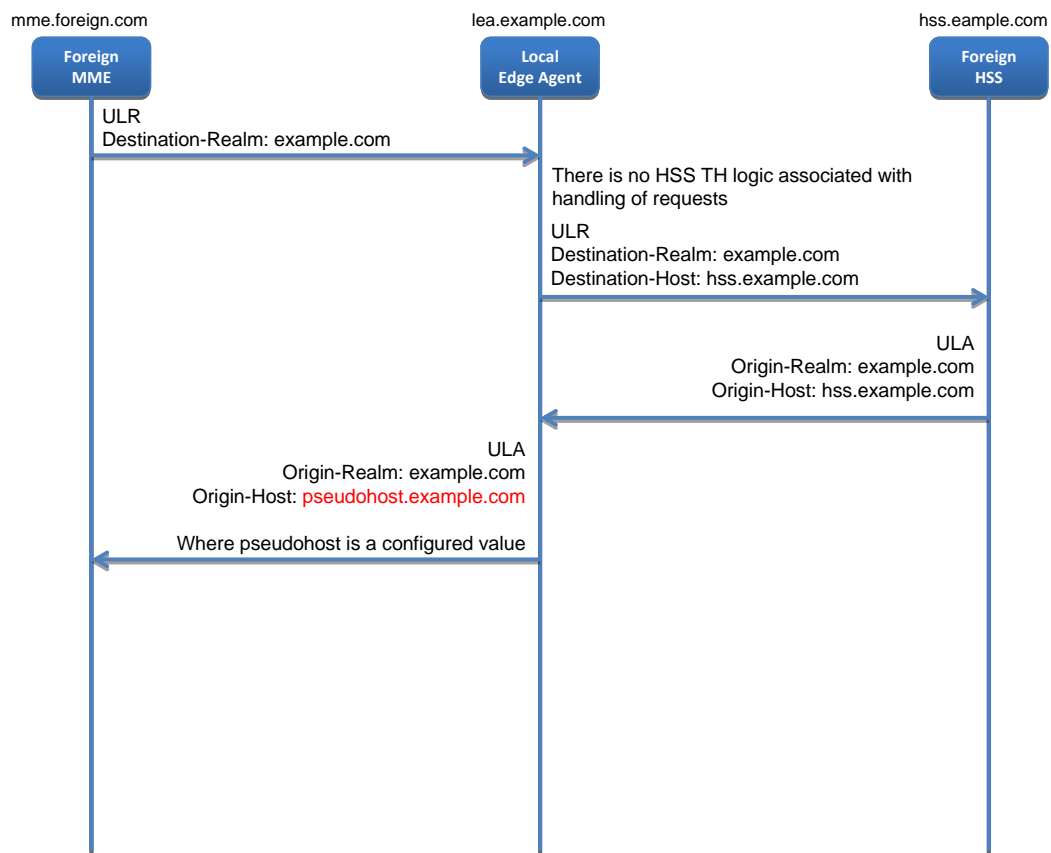 mme.foreign.com
lea.example.com
hss.eample.com
Foreign
MME
Local
Edge Agent
Foreign
HSS
ULR
Destination-Realm: example.com
There is no HSS TH logic associated with
handling of requests
ULR
Destination-Realm: example.com
Destination-Host: hss.example.com
ULA
Origin-Realm: example.com
Origin-Host: hss.example.com
ULA
Origin-Realm: example.com
Origin-Host: pseudohost.example.com
Where pseudohost is a configured value